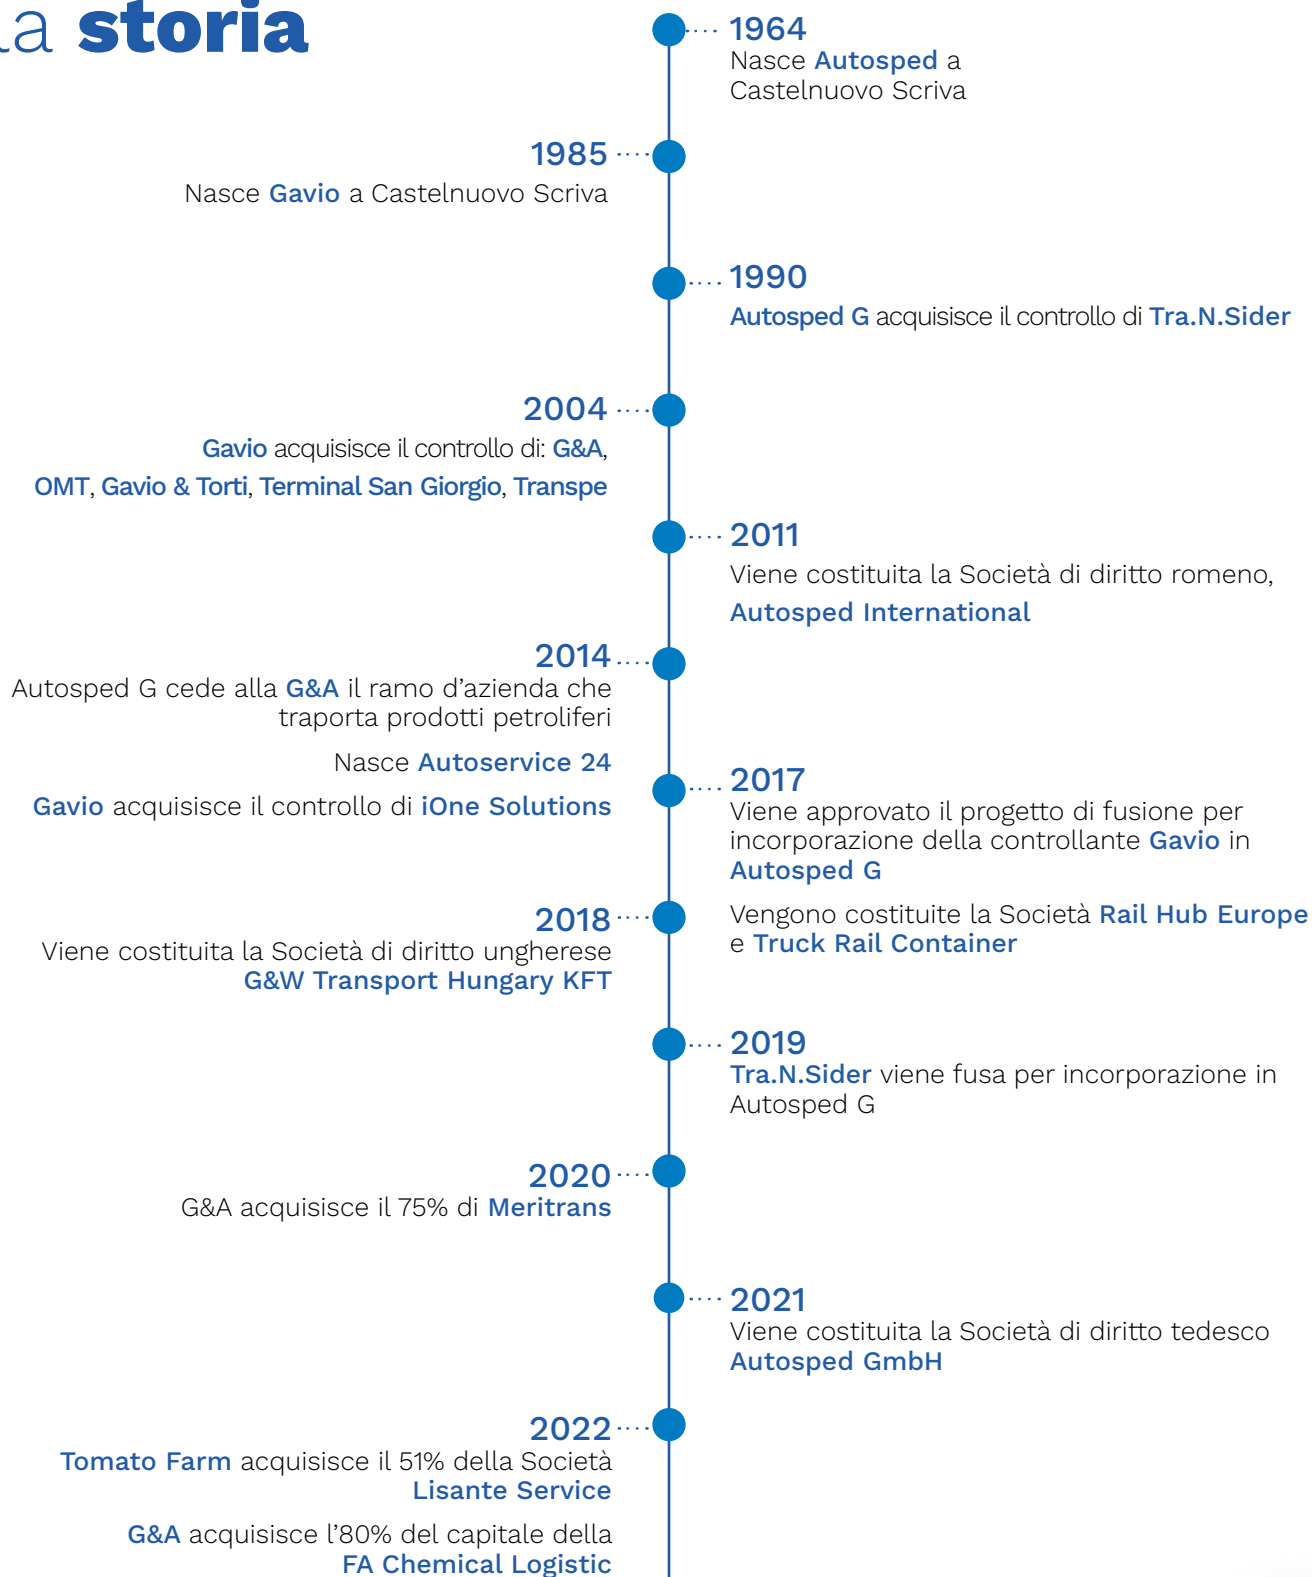 la storia
1964
Nasce Autosped a
Castelnuovo Scriva
1985
Nasce Gavio a Castelnuovo Scriva
1990
Autosped G acquisisce il controllo di Tra.N.Sider
2004
Gavio acquisisce il controllo di: G&A,
OMT, Gavio & Torti, Terminal San Giorgio, Transpe
2011
Viene costituita la Società di diritto romeno,
Autosped International
2014
Autosped G cede alla G&A il ramo d’azienda che
traporta prodotti petroliferi
Nasce Autoservice 24
Gavio acquisisce il controllo di iOne Solutions
2017
Viene approvato il progetto di fusione per
incorporazione della controllante Gavio in
Autosped G
Vengono costituite la Società Rail Hub Europe
e Truck Rail Container
2018
Viene costituita la Società di diritto ungherese
G&W Transport Hungary KFT
2019
Tra.N.Sider viene fusa per incorporazione in
Autosped G
2020
G&A acquisisce il 75% di Meritrans
2021
Viene costituita la Società di diritto tedesco
Autosped GmbH
2022
Tomato Farm acquisisce il 51% della Società
Lisante Service
G&A acquisisce l’80% del capitale della
FA Chemical Logistic